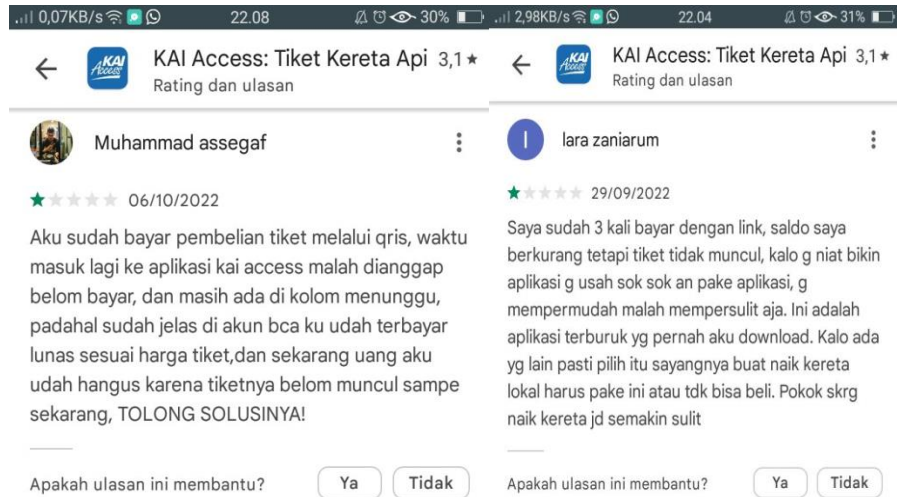 0,07KB/s 22.08 30%
KAI Access: Tiket Kereta Api 3,1★
Rating dan ulasan
KAI Access
Muhammad assegaf
06/10/2022
Aku sudah bayar pembelian tiket melalui qris, waktu
masuk lagi ke aplikasi kai access malah dianggap
belom bayar, dan masih ada di kolom menunggu,
padahal sudah jelas di akun bca ku udah terbayar
lunas sesuai harga tiket,dan sekarang uang aku
udah hangus karena tiketnya belom muncul sampe
sekarang, TOLONG SOLUSINYA!
Apakah ulasan ini membantu? Ya Tidak
2,98KB/s 22.04 31%
KAI Access: Tiket Kereta Api 3,1★
Rating dan ulasan
KAI Access
l
lara zaniarum
29/09/2022
Saya sudah 3 kali bayar dengan link, saldo saya
berkurang tetapi tiket tidak muncul, kalo g niat bikin
aplikasi g usah sok sok an pake aplikasi, g
mempermudah malah mempersulit aja. Ini adalah
aplikasi terburuk yg pernah aku download. Kalo ada
yg lain pasti pilih itu sayangnya buat naik kereta
lokal harus pake ini atau tdk bisa beli. Pokok skrg
naik kereta jd semakin sulit
Apakah ulasan ini membantu? Ya Tidak